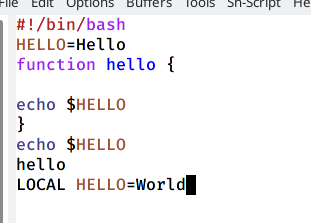 File Edit Options Buffers Tools Sh-Script
#!/bin/bash
HELLO=Hello
function hello {
echo $HELLO
}
echo $HELLO
hello
LOCAL HELLO=World